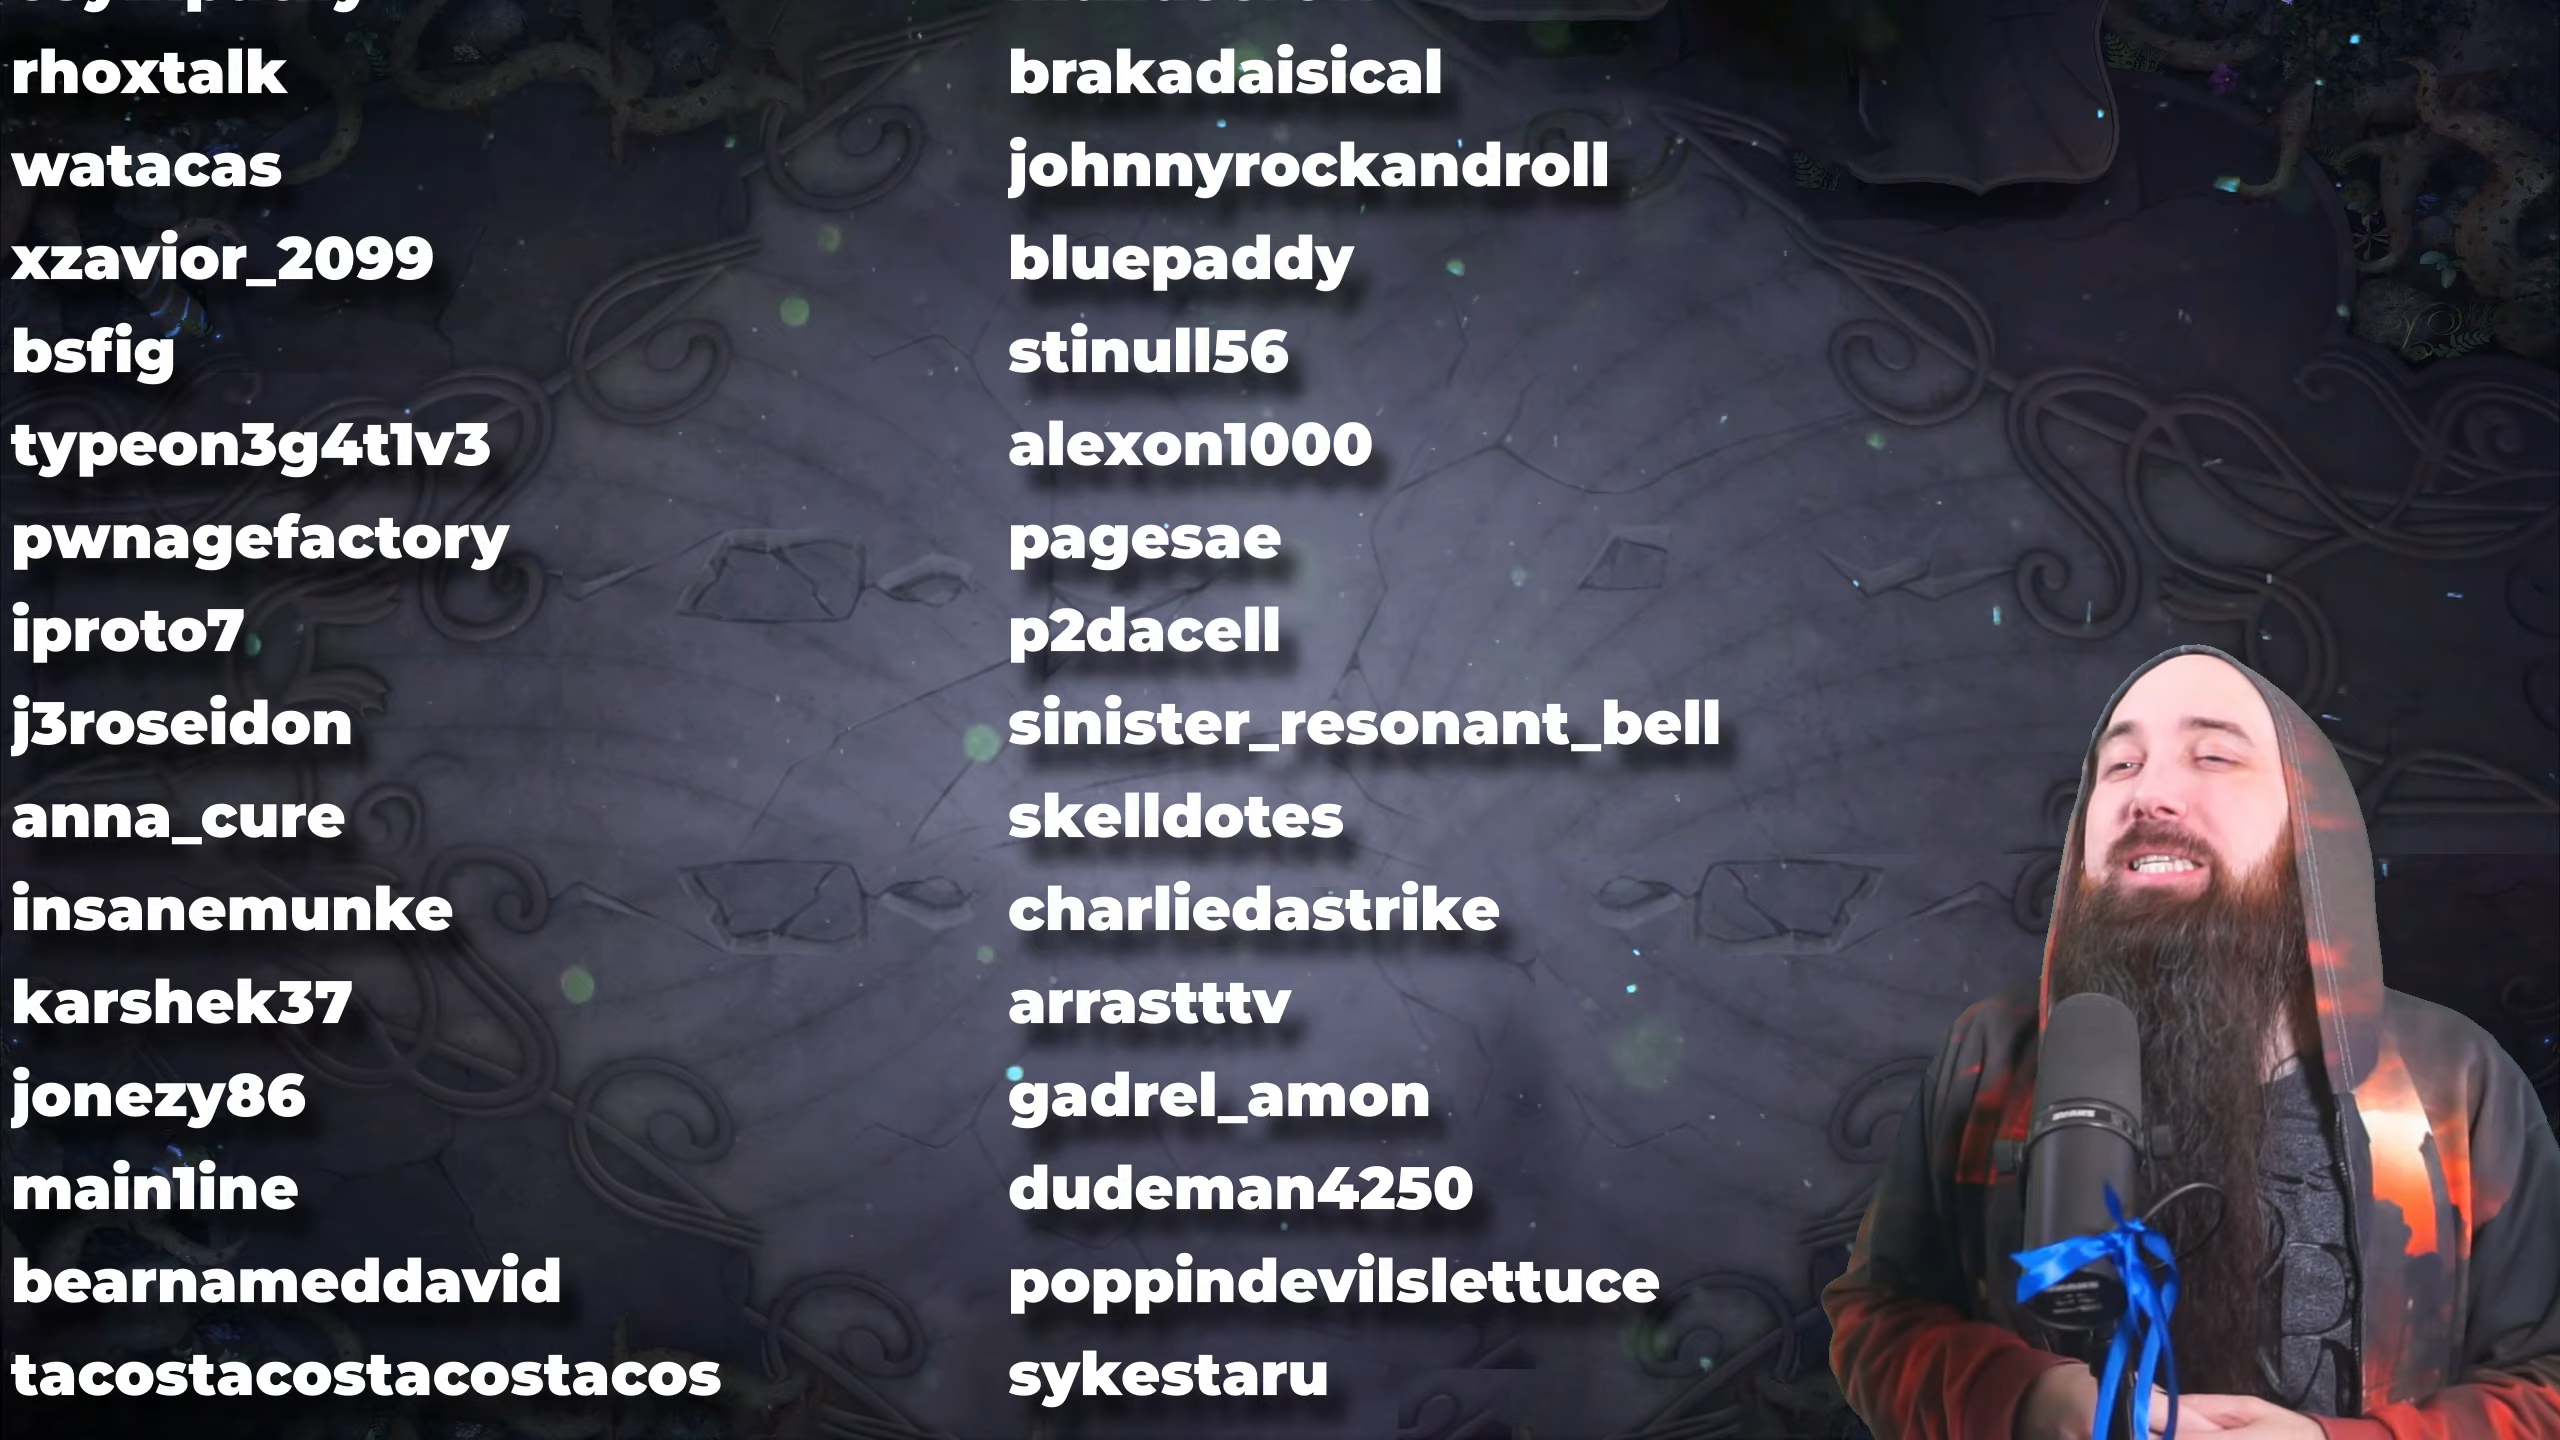 rhoxtalk
watacas
xzavior_2099
bsfig
typeon3g4t1v3
pwnagefactory
iproto7
j3roseidon
anna_cure
insanemunke
karshek37
jonezy86
main1ine
bearnameddavid
tacostacostacostacos
brakadaisical
johnnyrockandroll
bluepaddy
stinull56
alexon1000
pagesae
p2dacell
sinister_resonant_bell
skelldotes
charliedastrike
arrastttv
gadrel_amon
dudeman4250
poppindevilslettuce
sykestaru